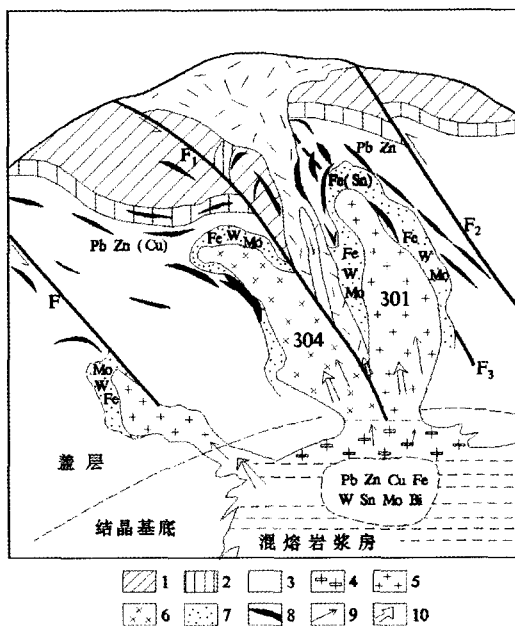 F₁
Pb Zn
Fe(Sn)
F₂
Pb Zn (Cu)
Fe W Mo
Fe W Mo
Fe W Mo
F
304
301
F₃
Mo W Fe
盖层
Pb Zn Cu Fe
W Sn Mo Bi
结晶基底
混熔岩浆房
1 2 3 4 5
6 7 8 9 10